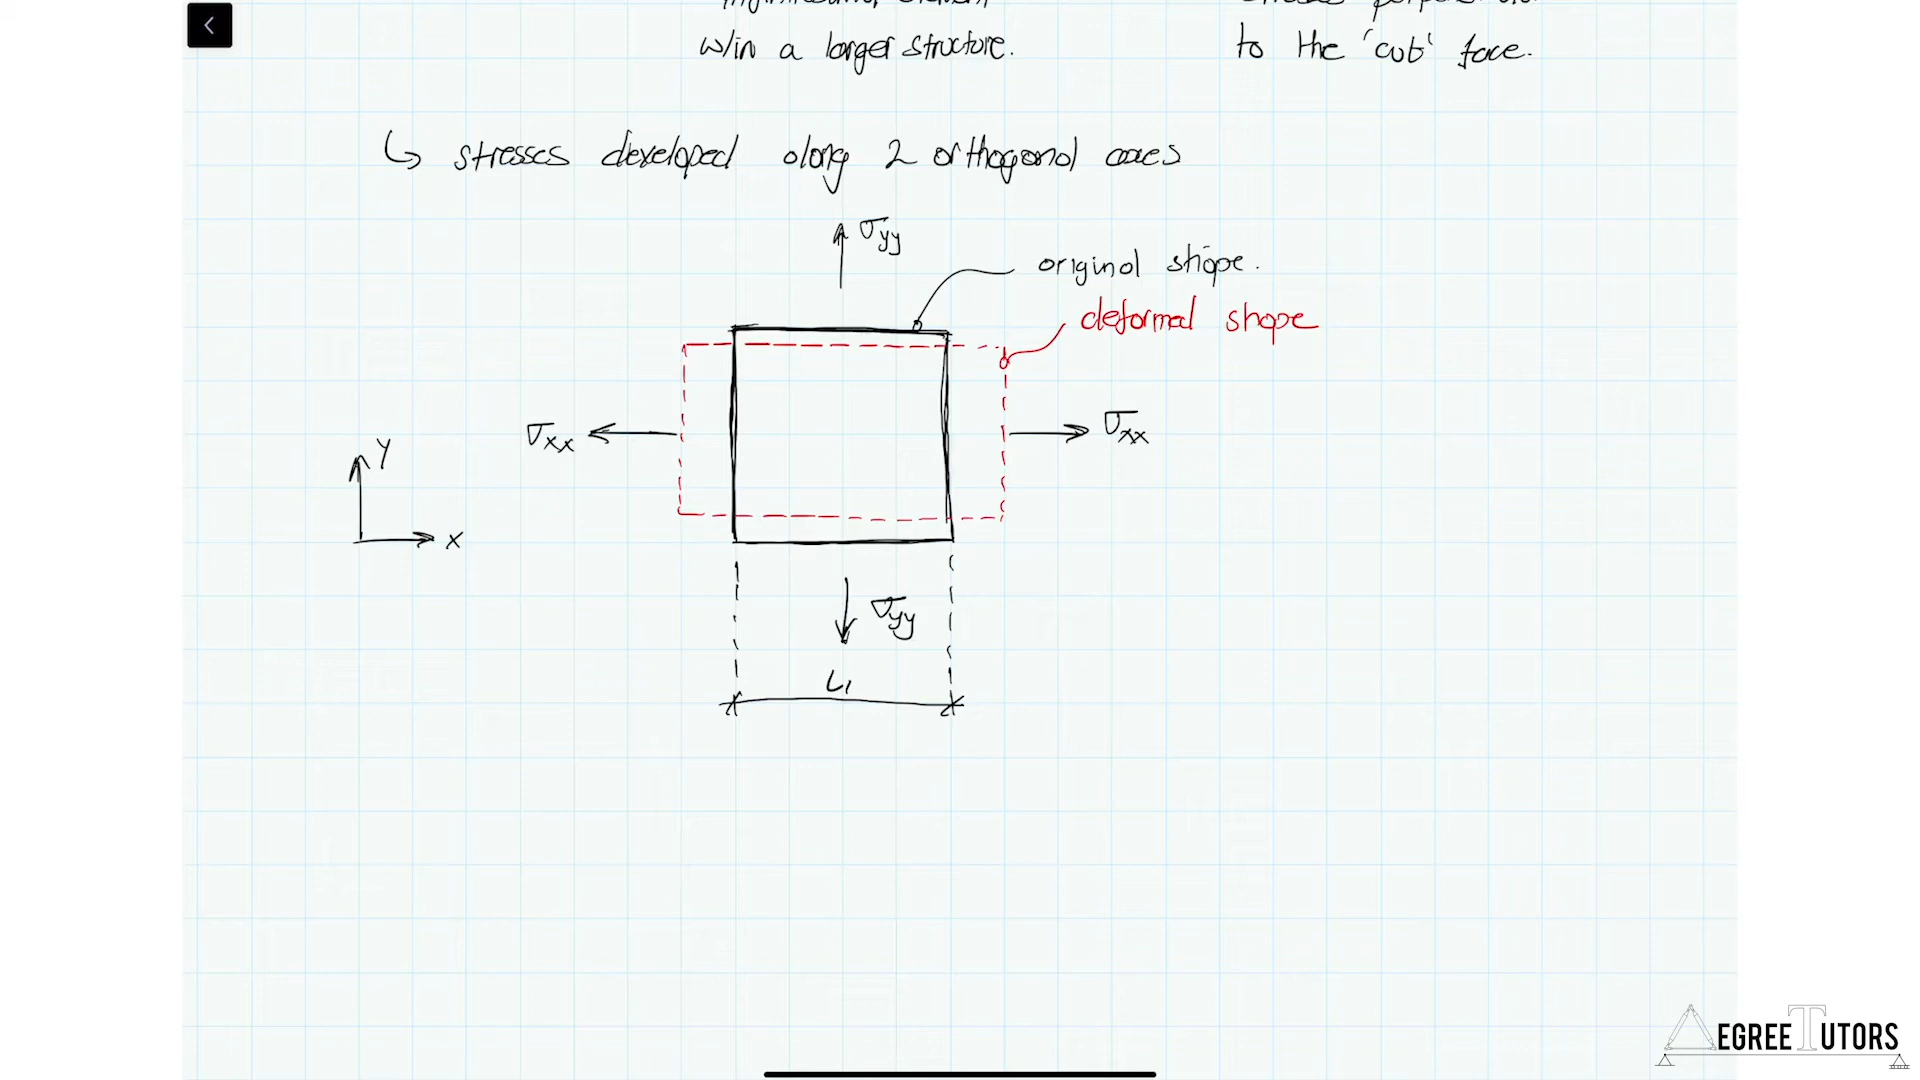 w/in a larger structure.
to the 'cut' face.
↳ stresses developed along 2 orthogonal axes
σyy
original shape.
deformed shape
σxx
σxx
y
x
σyy
L1
DEGREE TUTORS